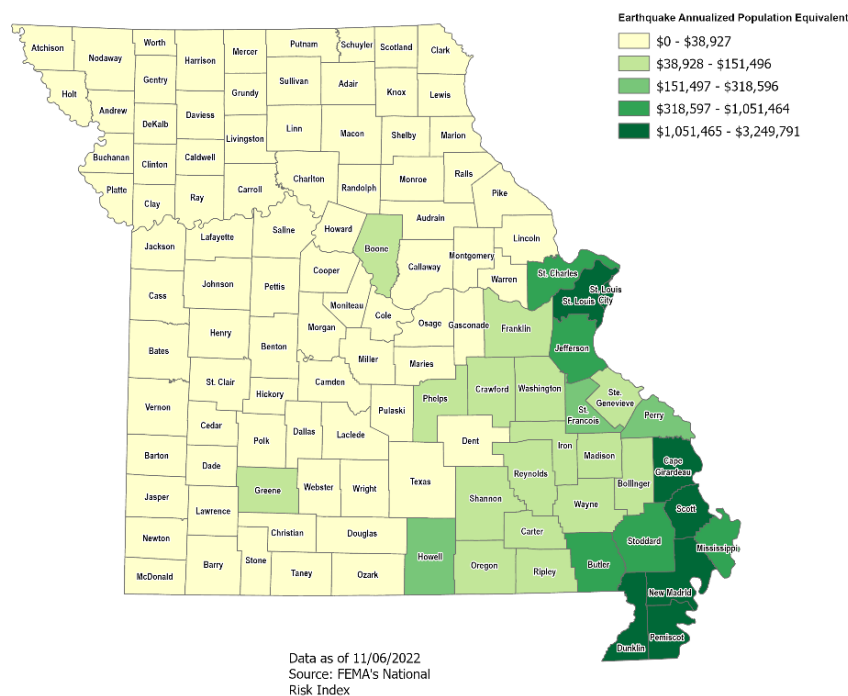 Earthquake Annualized Population Equivalent
$0 - $38,927
$38,928 - $151,496
$151,497 - $318,596
$318,597 - $1,051,464
$1,051,465 - $3,249,791
Atchison
Nodaway
Worth
Harrison
Mercer
Putnam
Schuyler
Scotland
Clark
Holt
Gentry
Sullivan
Adair
Knox
Lewis
Andrew
DeKalb
Daviess
Grundy
Livingston
Linn
Macon
Shelby
Marion
Buchanan
Clinton
Caldwell
Platte
Clay
Ray
Carroll
Chariton
Randolph
Monroe
Ralls
Pike
Audrain
Jackson
Lafayette
Saline
Howard
Boone
Callaway
Montgomery
Lincoln
Warren
St. Charles
St. Louis
St. Louis
City
Cass
Johnson
Pettis
Cooper
Moniteau
Cole
Osage
Gasconade
Franklin
Jefferson
Bates
Henry
Benton
Morgan
Miller
Maries
St. Clair
Hickory
Camden
Pulaski
Phelps
Crawford
Washington
St.
Francois
Ste.
Genevieve
Perry
Vernon
Cedar
Polk
Dallas
Laclede
Dent
Iron
Madison
Cape
Girardeau
Barton
Dade
Greene
Webster
Wright
Texas
Shannon
Reynolds
Wayne
Bollinger
Scott
Jasper
Lawrence
Christian
Douglas
Howell
Carter
Butler
Stoddard
Mississippi
Newton
McDonald
Barry
Stone
Taney
Ozark
Oregon
Ripley
New Madrid
Dunklin
Pemiscot
Data as of 11/06/2022
Source: FEMA's National
Risk Index